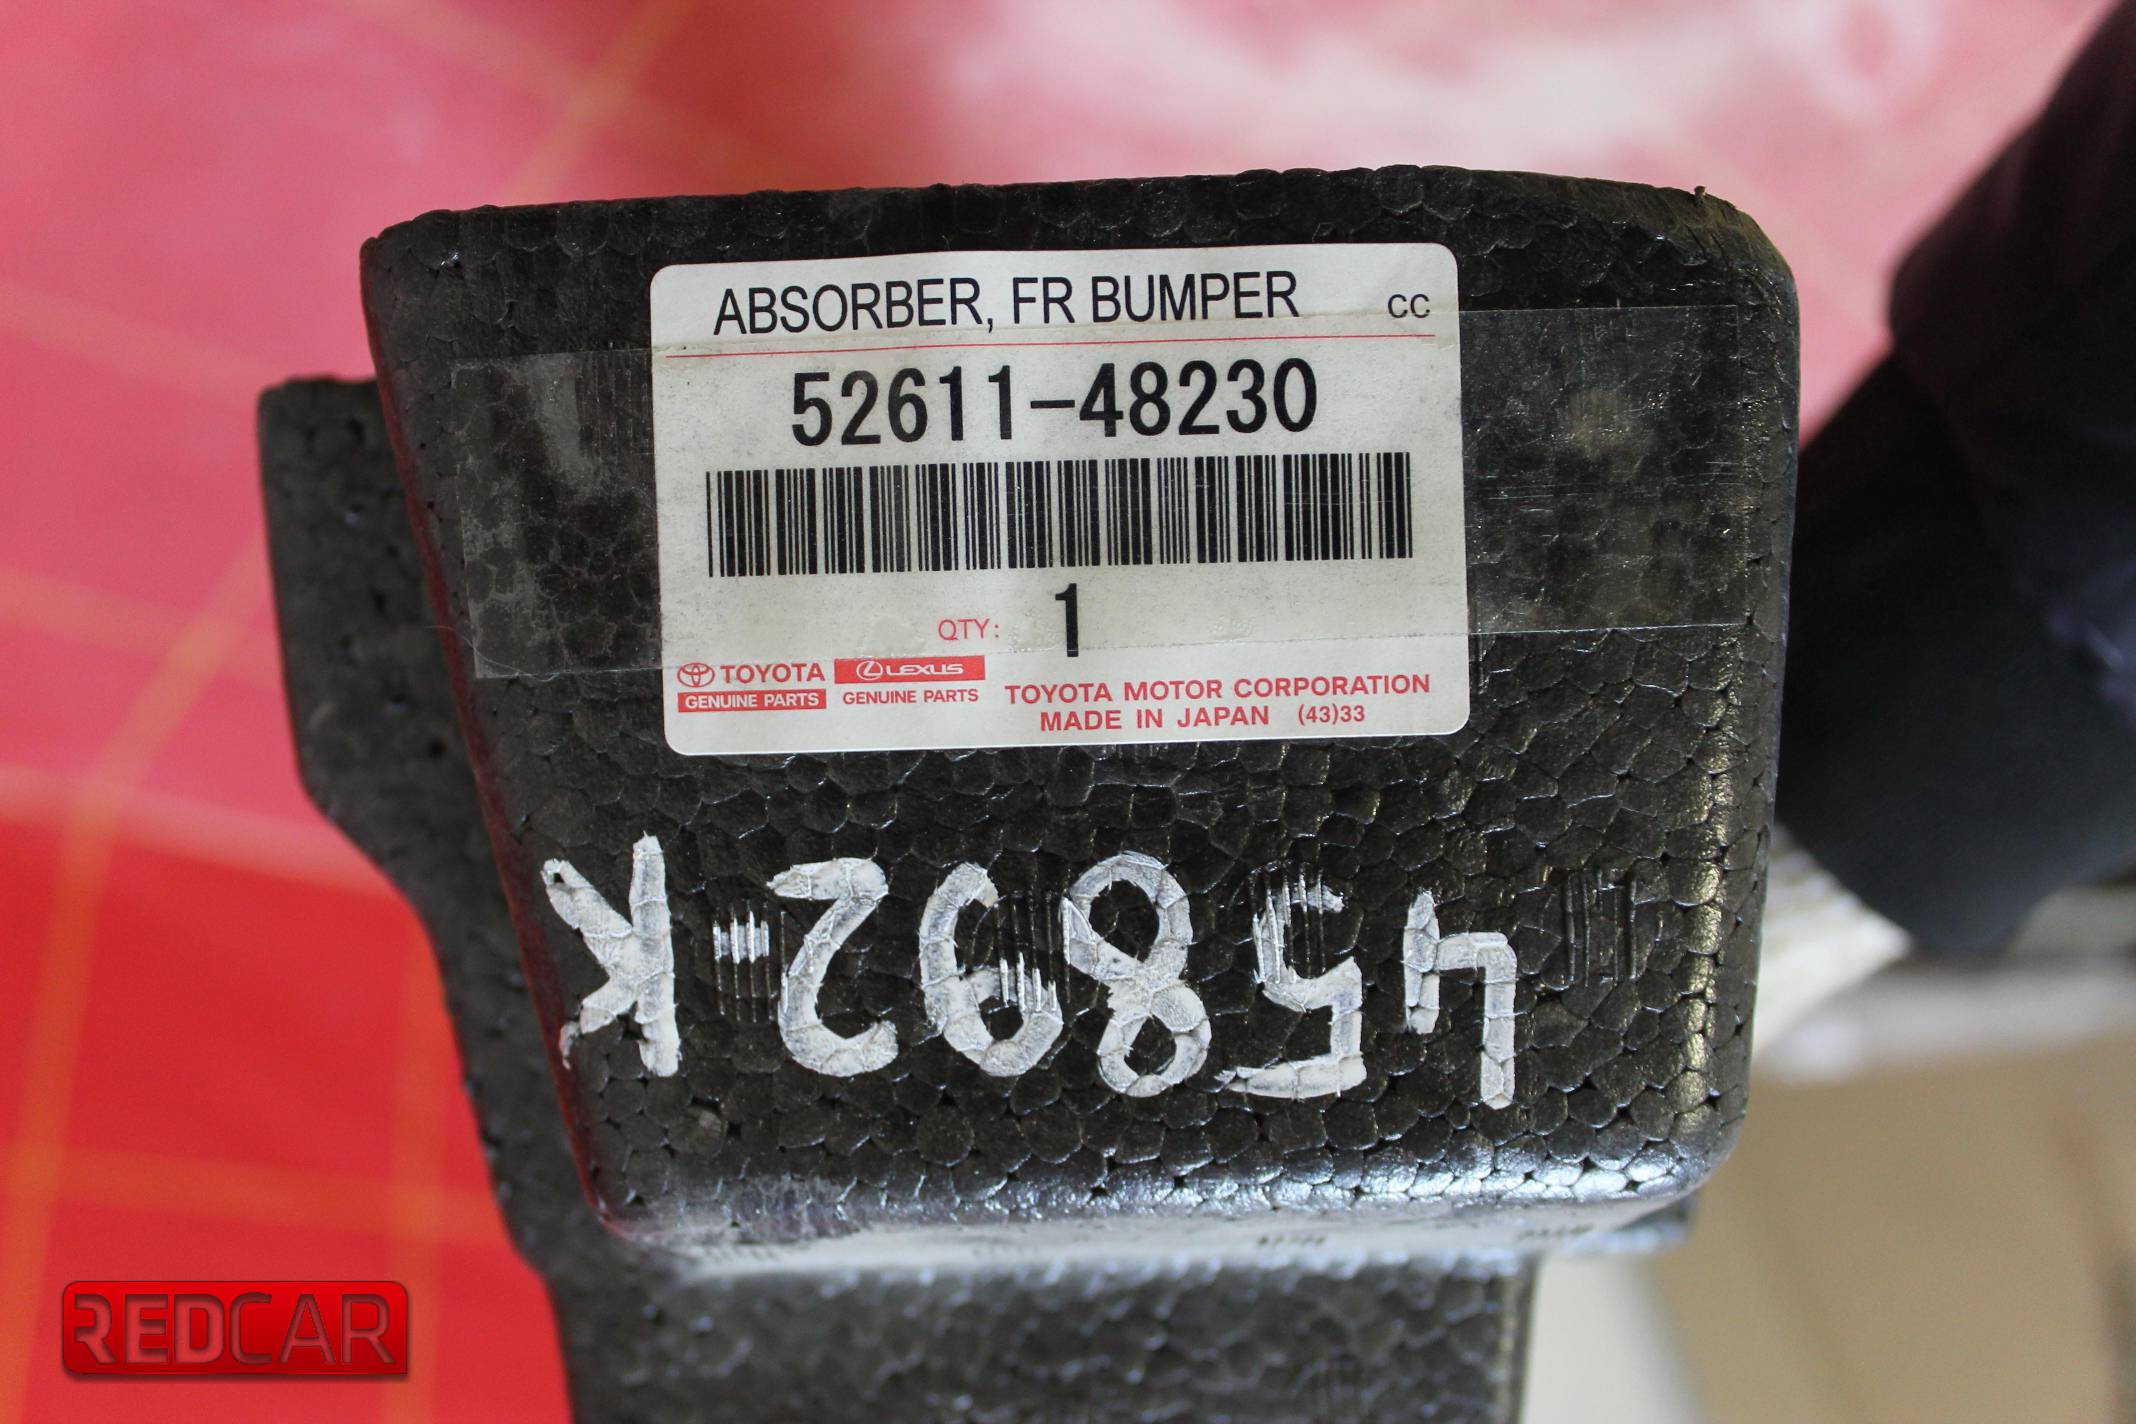 ABSORBER, FR BUMPER CC
52611-48230
QTY: 1
TOYOTA GENUINE PARTS
LEXUS GENUINE PARTS
TOYOTA MOTOR CORPORATION
MADE IN JAPAN (43)33
45892-K
REDCAR